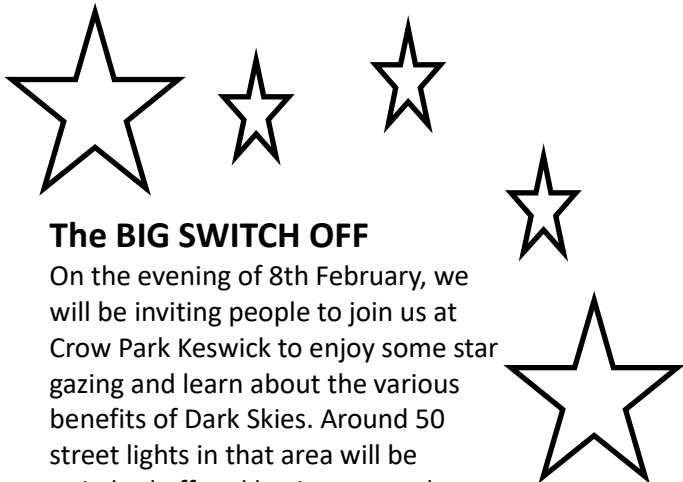 The BIG SWITCH OFF
On the evening of 8th February, we
will be inviting people to join us at
Crow Park Keswick to enjoy some star
gazing and learn about the various
benefits of Dark Skies. Around 50
street lights in that area will be